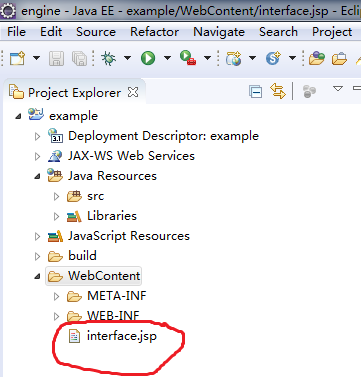 engine - Java EE - example/WebContent/interface.jsp - Ecli
File Edit Source Refactor Navigate Search Project
Project Explorer
example
3.1 Deployment Descriptor: example
JAX-WS Web Services
Java Resources
src
Libraries
JavaScript Resources
build
WebContent
META-INF
WEB-INF
interface.jsp